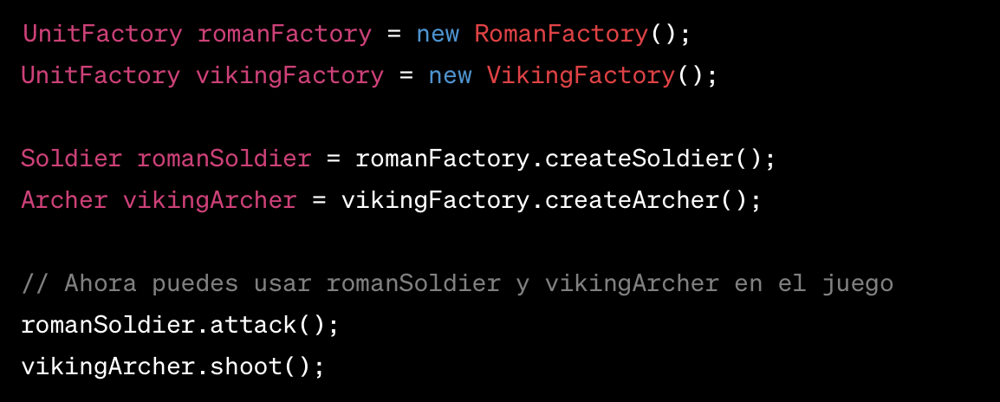 UnitFactory romanFactory = new RomanFactory();
UnitFactory vikingFactory = new VikingFactory();
Soldier romanSoldier = romanFactory.createSoldier();
Archer vikingArcher = vikingFactory.createArcher();
// Ahora puedes usar romanSoldier y vikingArcher en el juego
romanSoldier.attack();
vikingArcher.shoot();